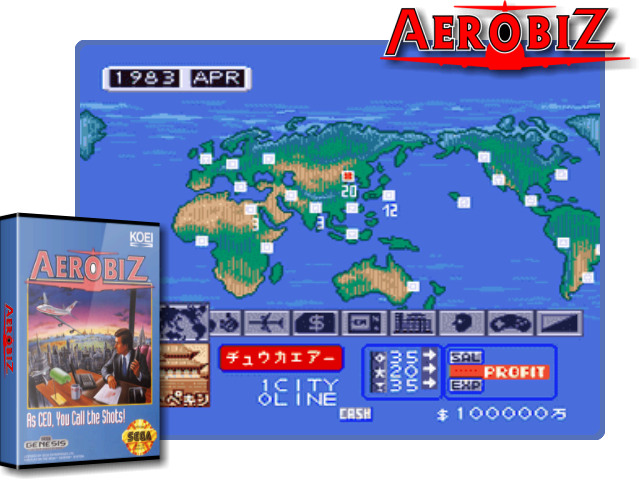 AEROBIZ
1983 APR
20
3
3
12
KOEI
AEROBIZ
AEROBIZ
As CEO, You Call the Shots!
GENESIS
SEGA
ペキン
チュウカエアー
1CITY
0LINE
CASH
$100000万
35
20
35
SAL
PROFIT
EXP